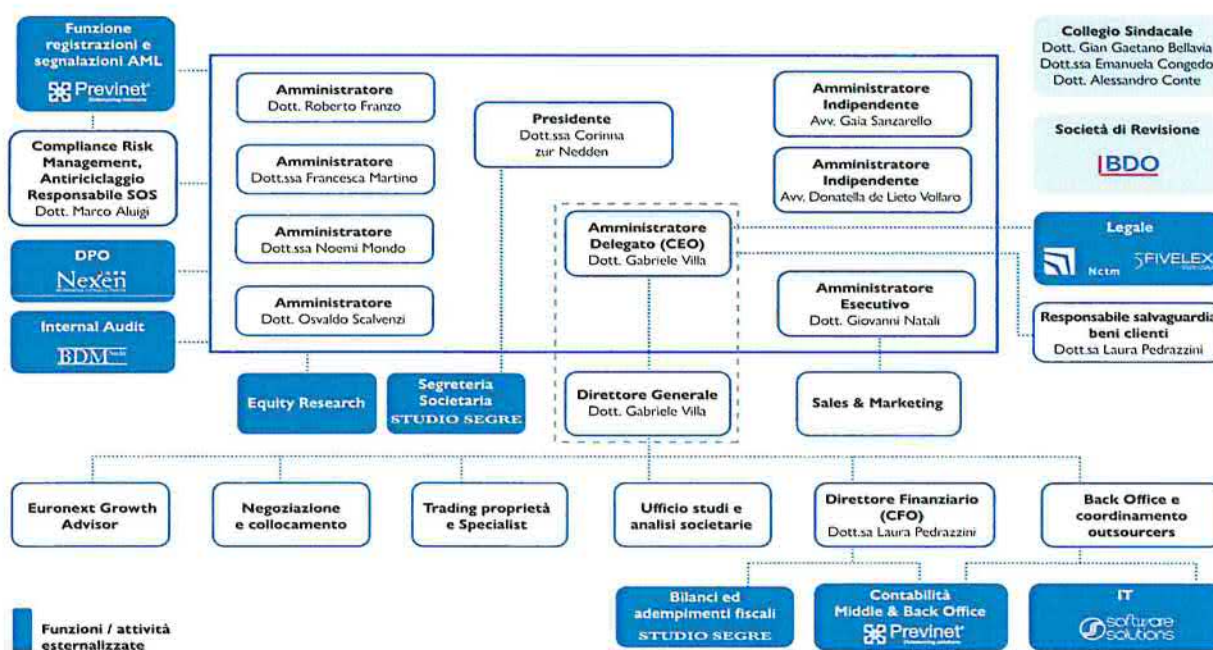 Funzione
registrazioni e
segnalazioni AML
Previnet
Compliance Risk
Management,
Antiriciclaggio
Responsabile SOS
Dott. Marco Aluigi
DPO
Nexen
Internal Audit
BDM
Amministratore
Dott. Roberto Franzo
Amministratore
Dott.ssa Francesca Martino
Amministratore
Dott.ssa Noemi Mondo
Amministratore
Dott. Osvaldo Scalvenzi
Presidente
Dott.ssa Corinna
zur Nedden
Amministratore
Delegato (CEO)
Dott. Gabriele Villa
Amministratore
Indipendente
Avv. Gaia Sanzarello
Amministratore
Indipendente
Avv. Donatella de Lieto Vollaro
Amministratore
Esecutivo
Dott. Giovanni Natali
Collegio Sindacale
Dott. Gian Gaetano Bellavia
Dott.ssa Emanuela Congedo
Dott. Alessandro Conte
Società di Revisione
BDO
Legale
Nctm 5FIVELEX
Responsabile salvaguardia
beni clienti
Dott.sa Laura Pedrazzini
Equity Research
Segreteria
Societaria
STUDIO SEGRE
Direttore Generale
Dott. Gabriele Villa
Sales & Marketing
Euronext Growth
Advisor
Negoziazione
e collocamento
Trading proprietà
e Specialist
Ufficio studi e
analisi societarie
Direttore Finanziario
(CFO)
Dott.sa Laura Pedrazzini
Back Office e
coordinamento
outsourcers
Bilanci ed
adempimenti fiscali
STUDIO SEGRE
Contabilità
Middle & Back Office
Previnet
IT
software
solutions
Funzioni / attività
esternalizzate